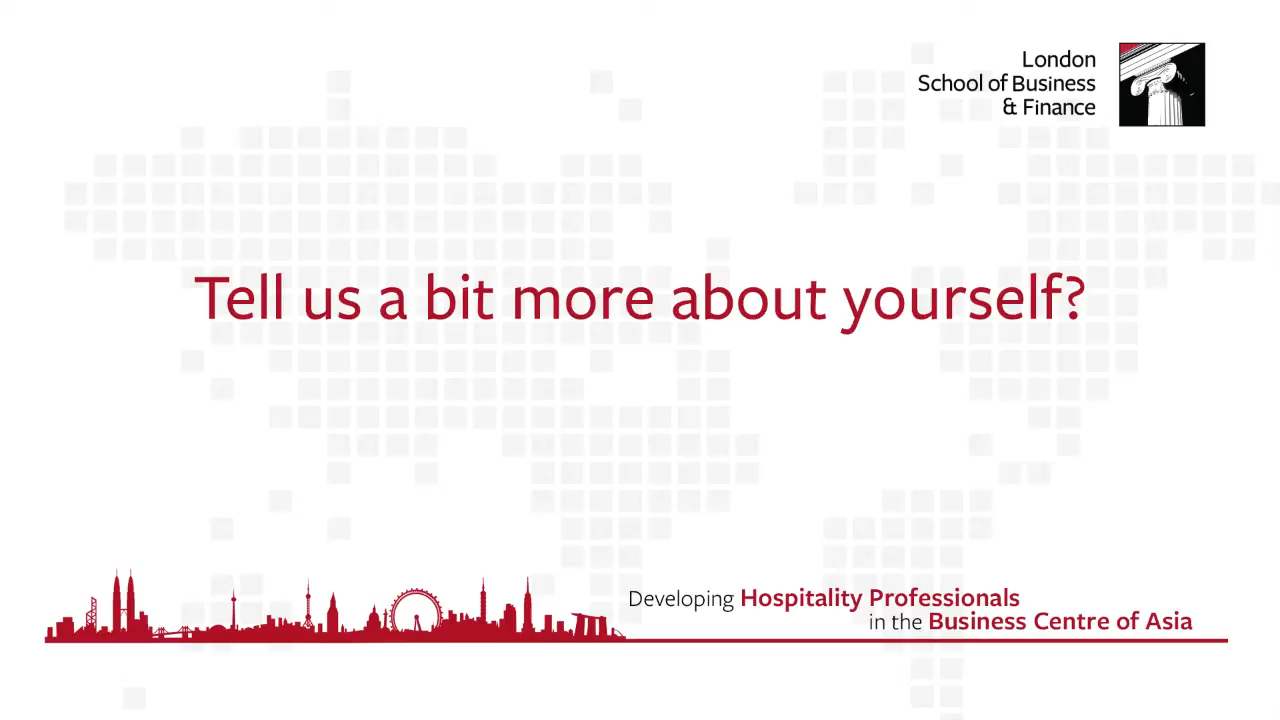 London
School of Business
& Finance
Tell us a bit more about yourself?
Developing Hospitality Professionals
in the Business Centre of Asia